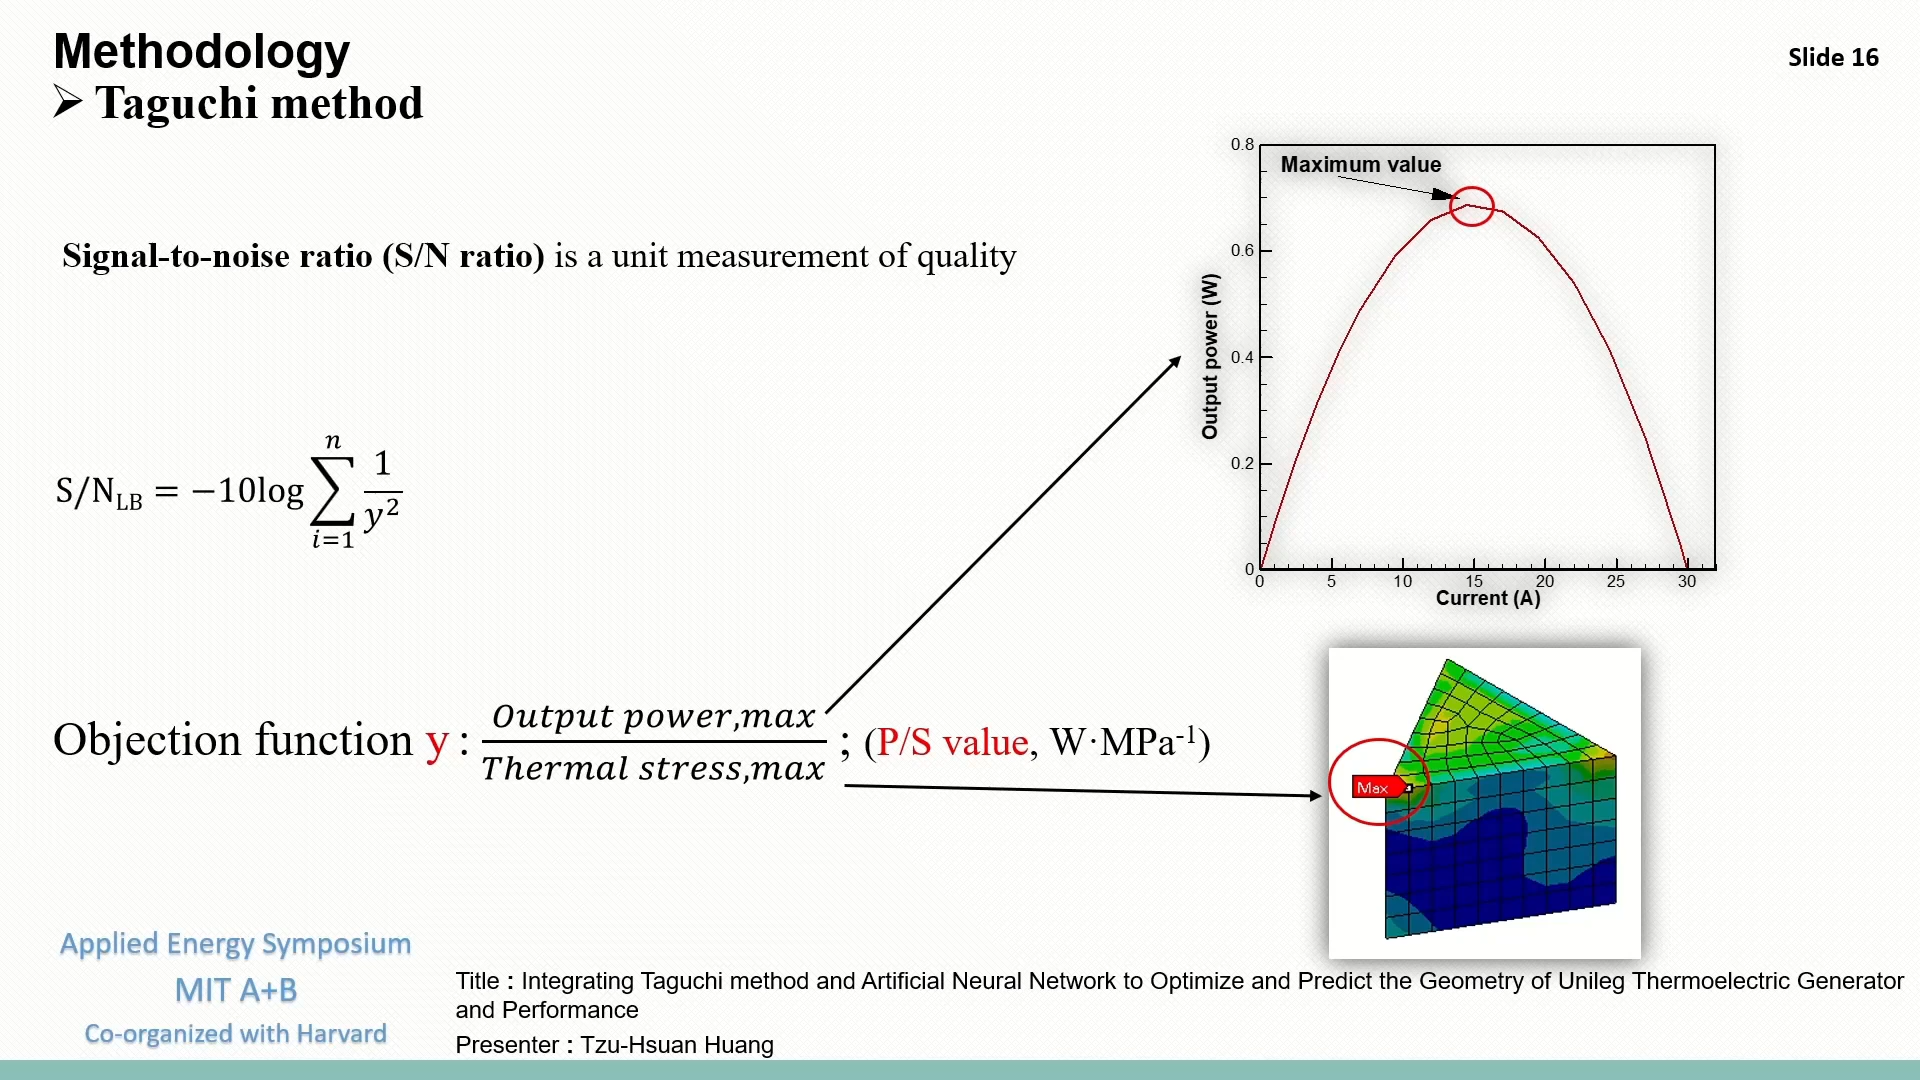 Methodology
Slide 16
➢ Taguchi method
Signal-to-noise ratio (S/N ratio) is a unit measurement of quality
S/N_LB = −10log ∑_{i=1}^{n} 1/y²
Objection function y : Output power,max / Thermal stress,max ; (P/S value, W·MPa⁻¹)
Maximum value
Output power (W)
0.8
0.6
0.4
0.2
0
0 5 10 15 20 25 30
Current (A)
Max
Applied Energy Symposium
MIT A+B
Co-organized with Harvard
Title : Integrating Taguchi method and Artificial Neural Network to Optimize and Predict the Geometry of Unileg Thermoelectric Generator
and Performance
Presenter : Tzu-Hsuan Huang